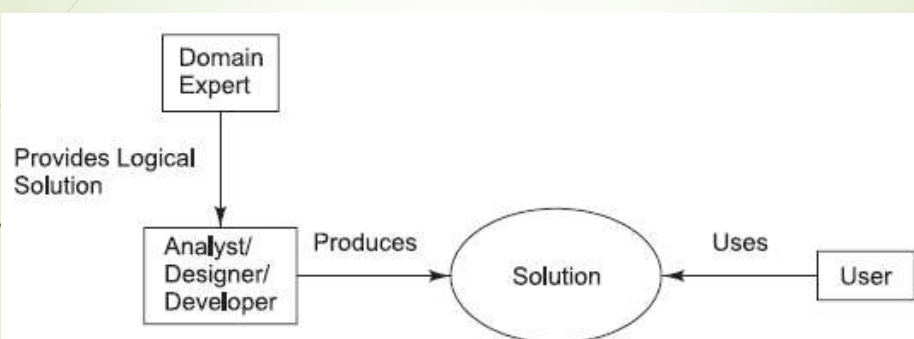 Domain
Expert
Provides Logical
Solution
Analyst/
Designer/
Developer
Produces
Solution
Uses
User